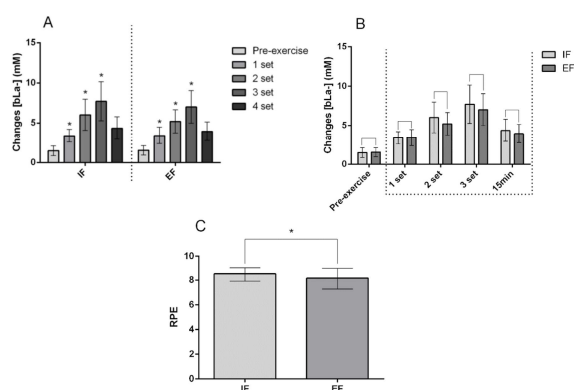 A
Changes [bLa-] (mM)
15
10
5
0
* * *
* * *
IF
EF
Pre-exercise
1 set
2 set
3 set
4 set
B
Changes [bLa-] (mM)
15
10
5
0
Pre-exercise
1 set
2 set
3 set
15min
IF
EF
C
RPE
10
8
6
4
2
0
*
IF
EF